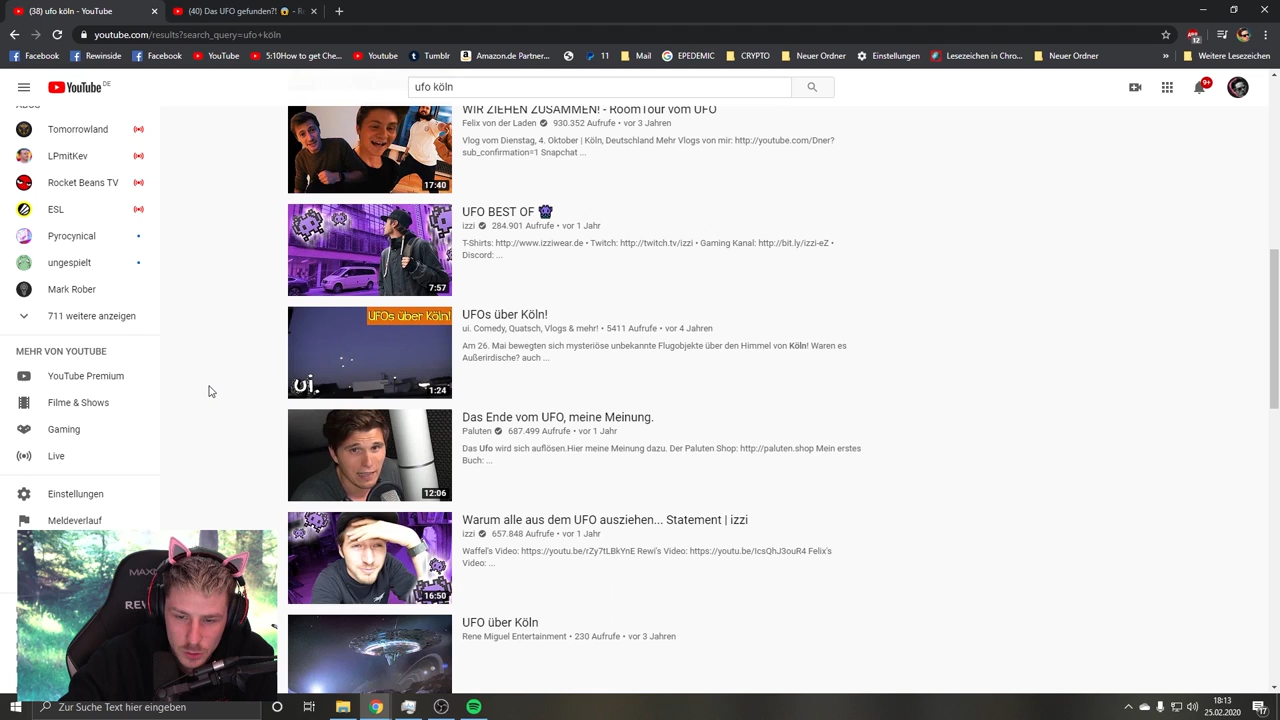 (38) ufo köln
(38) RoomTour vom UFO! 🔒 - R
results?search_query=ufo+köln
12
Facebook
Rewinside
Facebook
Youtube
5:10How to get Che...
YouTube
Tumblr
Amazon.de Partner...
11
Mail
EPEDEMIC
CRYPTO
Neuer Ordner
Einstellungen
Lesezeichen in Chro...
Neuer Ordner
Weitere Lesezeichen
YouTube DE
ufo köln
9+
ABOS
Tomorrowland
LPmitKev
Rocket Beans TV
ESL
Pyrocynical
ungespielt
Mark Rober
711 weitere anzeigen
MEHR VON YOUTUBE
YouTube Premium
Filme & Shows
Gaming
Live
Einstellungen
Meldeverlauf
WIR ZIEHEN ZUSAMMEN! - RoomTour vom UFO
Felix von der Laden 930.352 Aufrufe • vor 3 Jahren
Vlog vom Dienstag, 4. Oktober | Köln, Deutschland Mehr Vlogs von mir: http://youtube.com/Dner?
sub_confirmation=1 Snapchat ...
17:40
UFO BEST OF 👾
izzi 284.901 Aufrufe • vor 1 Jahr
T-Shirts: http://www.izziwear.de • Twitch: http://twitch.tv/izzi • Gaming Kanal: http://bit.ly/izzi-eZ •
Discord: ...
7:57
UFOs über Köln!
UFOs über Köln!
ui. Comedy, Quatsch, Vlogs & mehr! • 5411 Aufrufe • vor 4 Jahren
Am 26. Mai bewegten sich mysteriöse unbekannte Flugobjekte über den Himmel von Köln! Waren es
Außerirdische? auch ...
ui.
1:24
Das Ende vom UFO, meine Meinung.
Paluten 687.499 Aufrufe • vor 1 Jahr
Das Ufo wird sich auflösen.Hier meine Meinung dazu. Der Paluten Shop: http://paluten.shop Mein erstes
Buch: ...
12:06
Warum alle aus dem UFO ausziehen... Statement | izzi
izzi 657.848 Aufrufe • vor 1 Jahr
Waffel's Video: https://youtu.be/rZy7tLBkYnE Rewi's Video: https://youtu.be/IcsQhJ3ouR4 Felix's
Video: ...
16:50
UFO über Köln
Rene Miguel Entertainment • 230 Aufrufe • vor 3 Jahren
MAX
REV
Zur Suche Text hier eingeben
18:13
25.02.2020